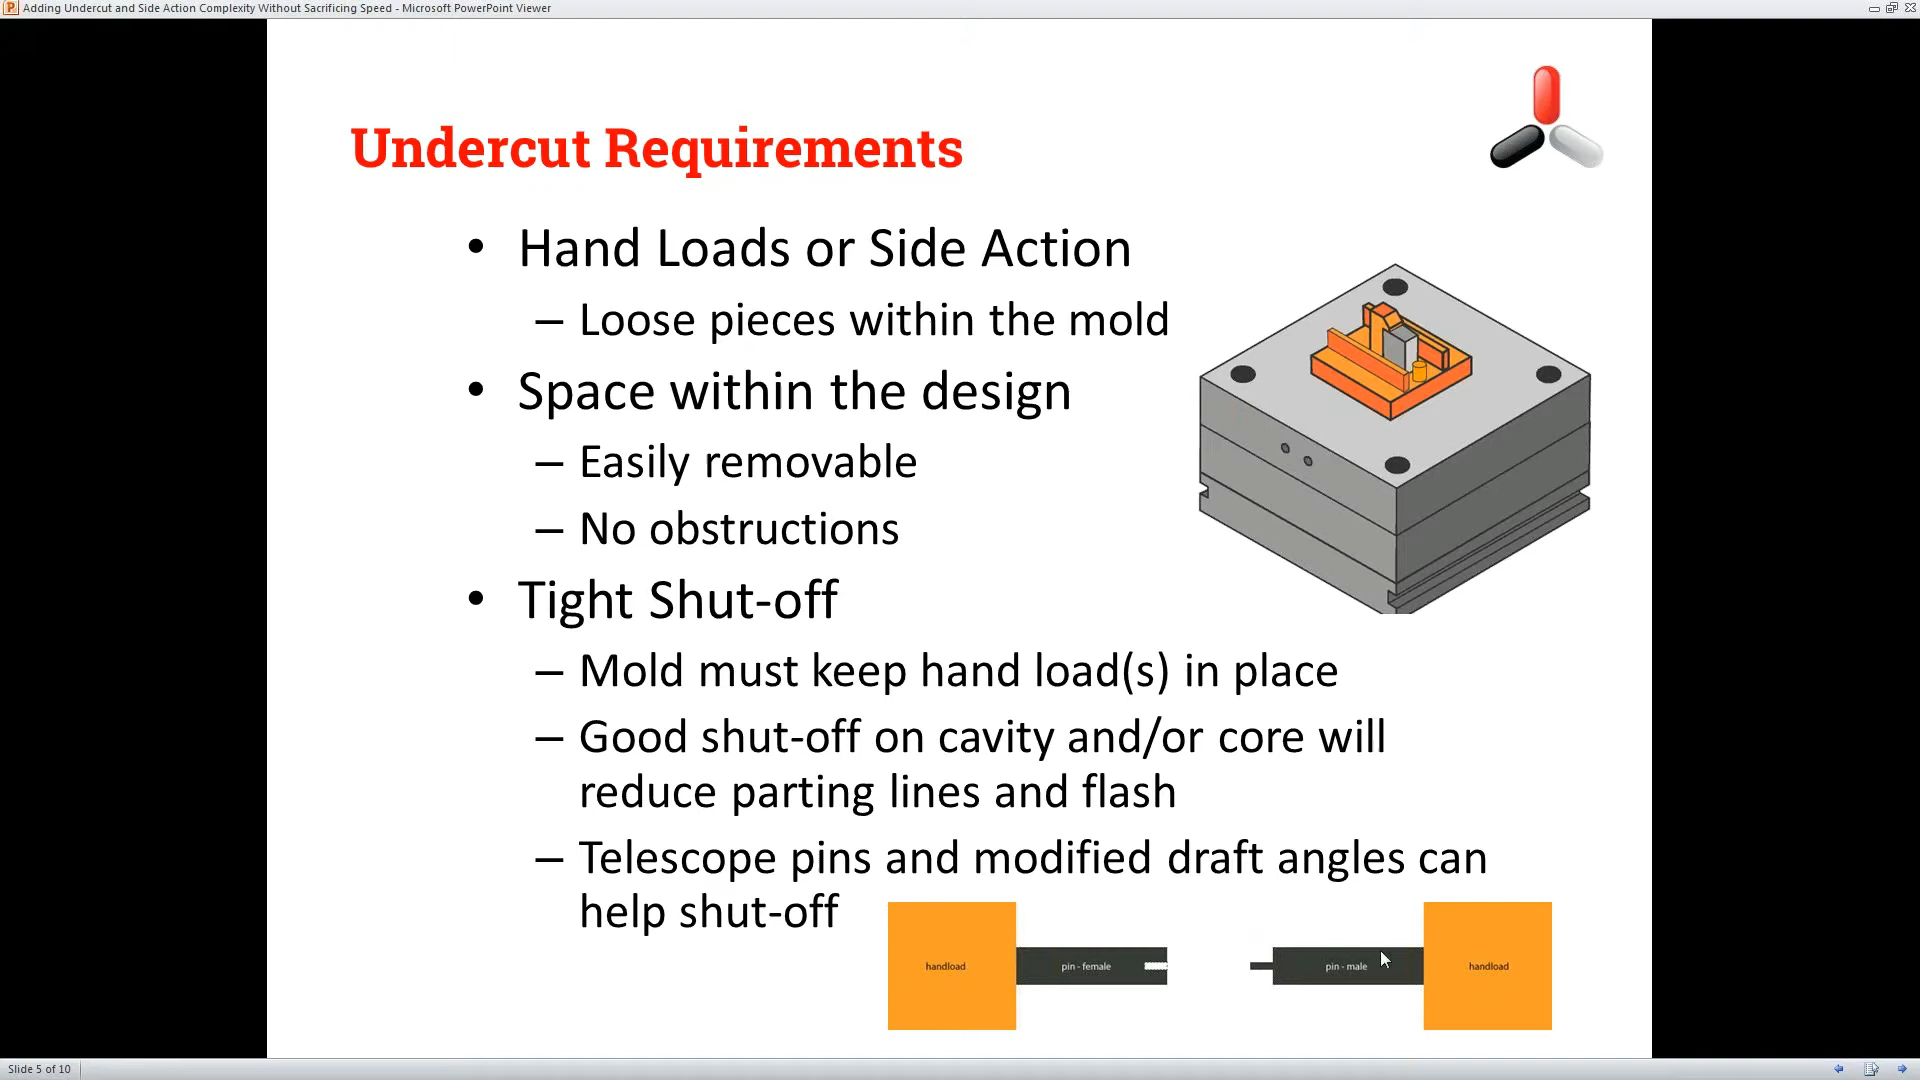 Adding Undercut and Side Action Complexity Without Sacrificing Speed - Microsoft PowerPoint Viewer
Undercut Requirements
• Hand Loads or Side Action
– Loose pieces within the mold
• Space within the design
– Easily removable
– No obstructions
• Tight Shut-off
– Mold must keep hand load(s) in place
– Good shut-off on cavity and/or core will
reduce parting lines and flash
– Telescope pins and modified draft angles can
help shut-off
handload
pin - female
pin - male
handload
Slide 5 of 10